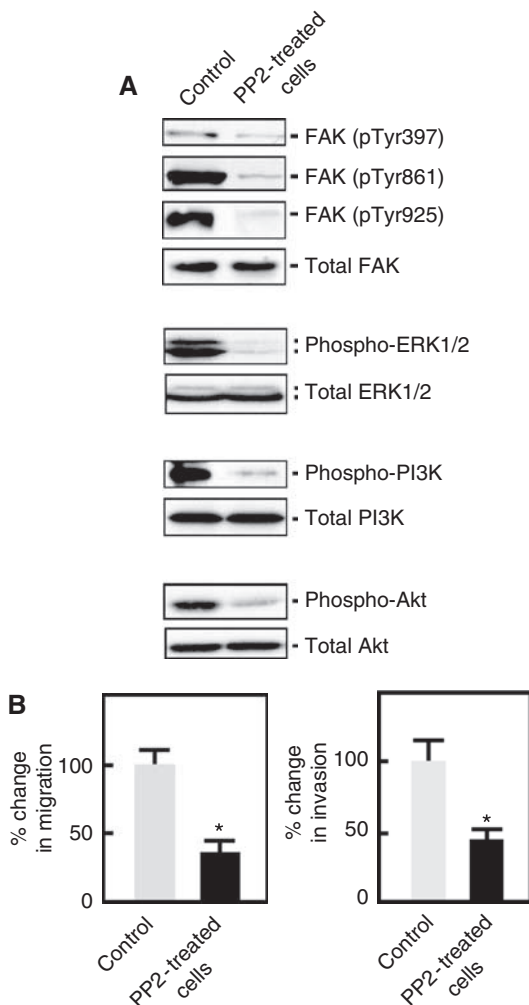 A
Control
PP2-treated
cells
FAK (pTyr397)
FAK (pTyr861)
FAK (pTyr925)
Total FAK
Phospho-ERK1/2
Total ERK1/2
Phospho-PI3K
Total PI3K
Phospho-Akt
Total Akt
B
% change
in migration
100
50
0
*
Control
PP2-treated
cells
% change
in invasion
100
50
0
*
Control
PP2-treated
cells